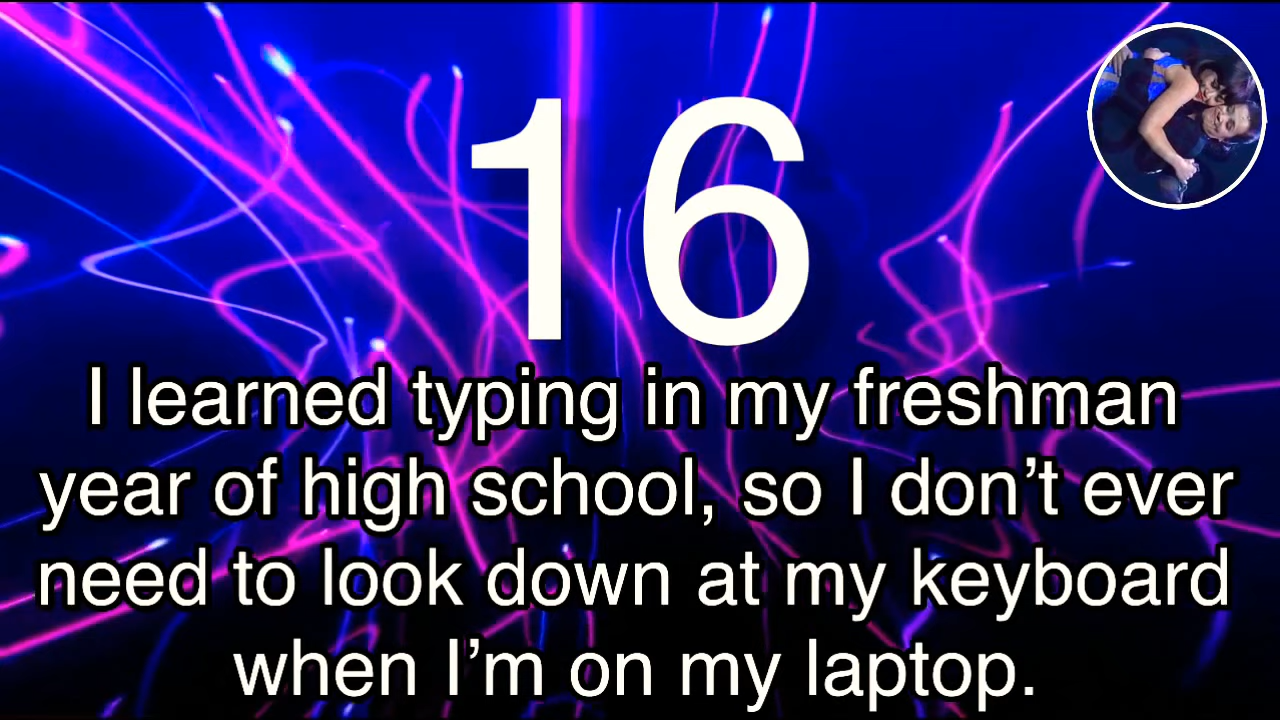 16
I learned typing in my freshman
year of high school, so I don’t ever
need to look down at my keyboard
when I’m on my laptop.